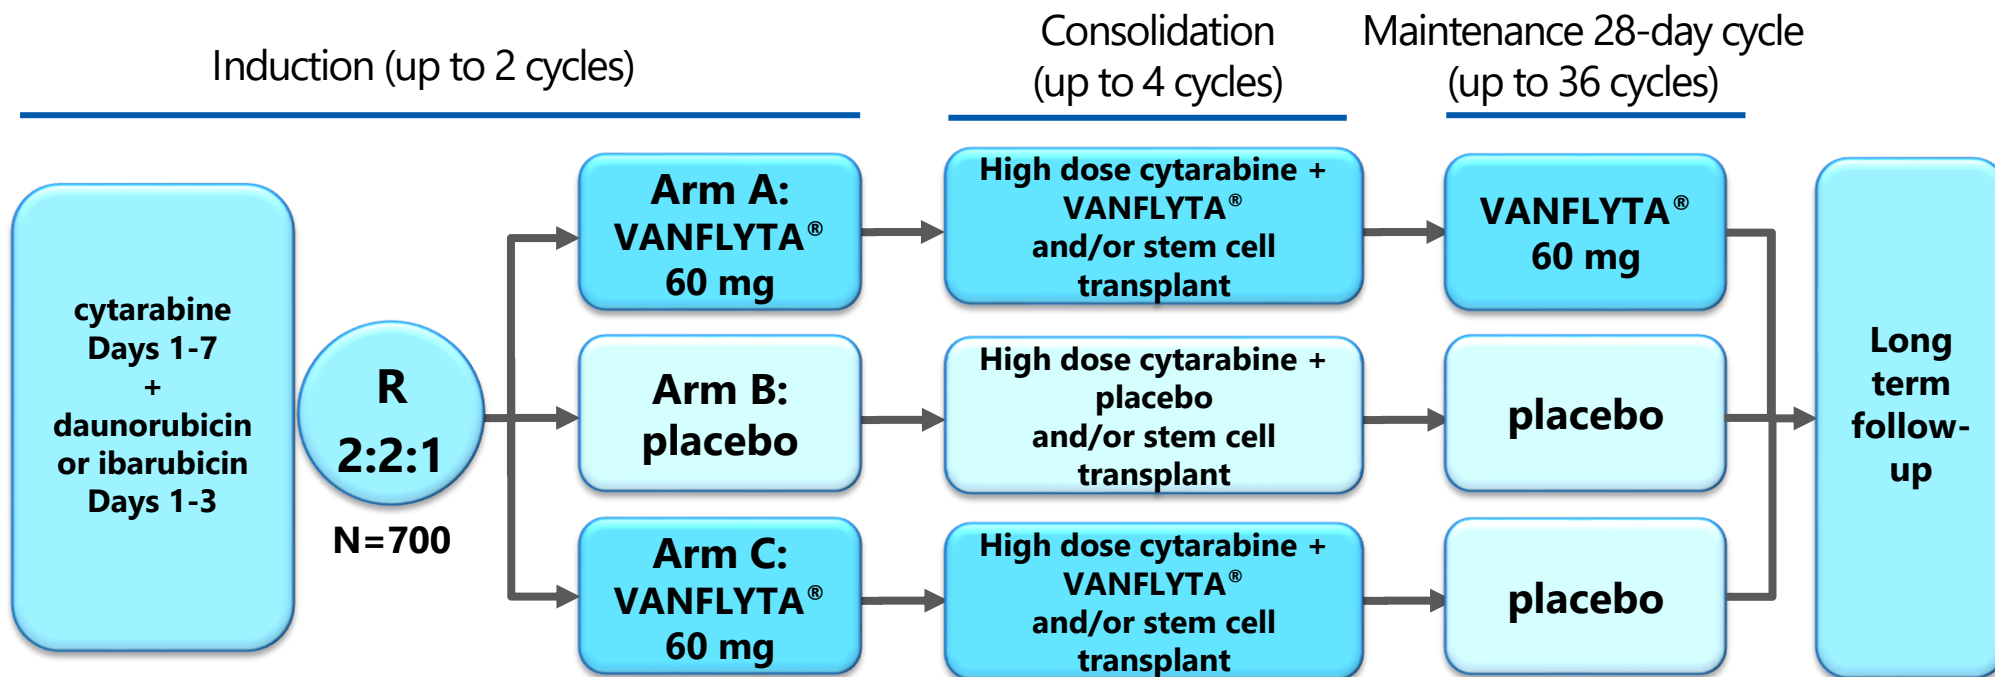 Induction (up to 2 cycles)
Consolidation
(up to 4 cycles)
Maintenance 28-day cycle
(up to 36 cycles)
cytarabine
Days 1-7
+
daunorubicin
or ibarubicin
Days 1-3
R
2:2:1
N=700
Arm A:
VANFLYTA®
60 mg
High dose cytarabine +
VANFLYTA®
and/or stem cell
transplant
VANFLYTA®
60 mg
Arm B:
placebo
High dose cytarabine +
placebo
and/or stem cell
transplant
placebo
Arm C:
VANFLYTA®
60 mg
High dose cytarabine +
VANFLYTA®
and/or stem cell
transplant
placebo
Long
term
follow-
up